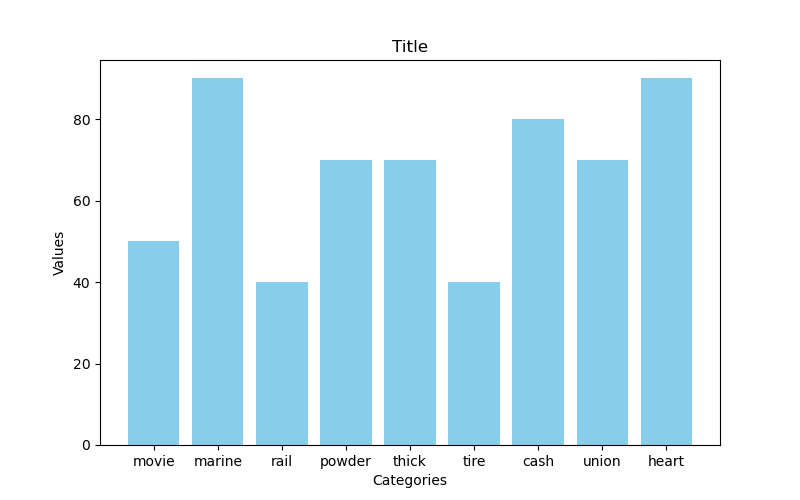 Title
Values
80
60
40
20
0
movie marine rail powder thick tire cash union heart
Categories